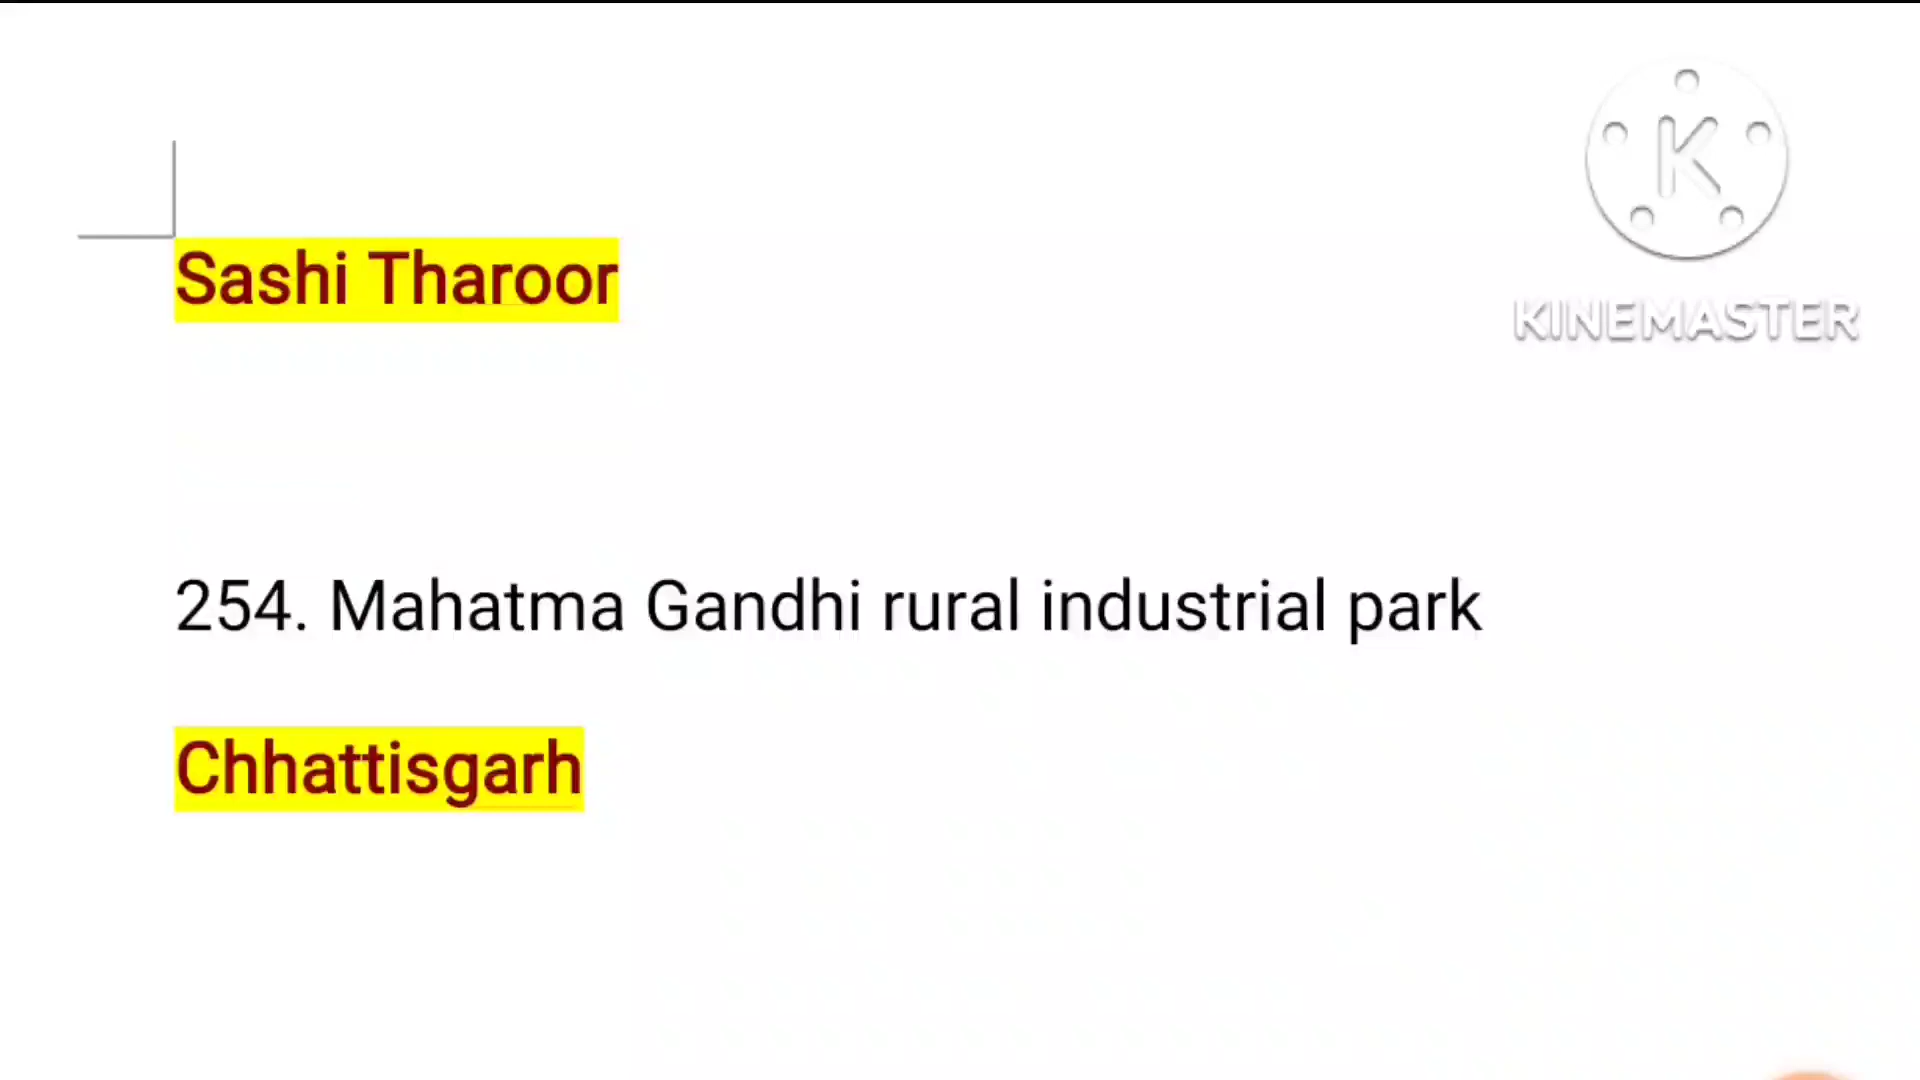 K
KINEMASTER
Sashi Tharoor
254. Mahatma Gandhi rural industrial park
Chhattisgarh